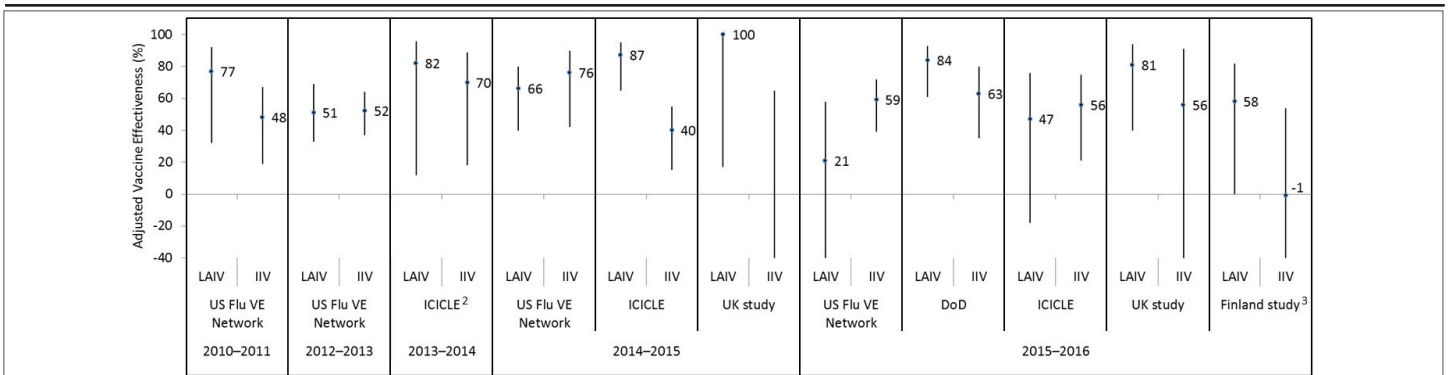 Adjusted Vaccine Effectiveness (%)
100
80
60
40
20
0
-20
-40
77
48
51
52
82
70
66
76
87
40
100
21
59
84
63
47
56
81
56
58
-1
LAIV IIV LAIV IIV LAIV IIV LAIV IIV LAIV IIV LAIV IIV LAIV IIV LAIV IIV LAIV IIV LAIV IIV LAIV IIV
US Flu VE Network
US Flu VE Network
ICICLE²
US Flu VE Network
ICICLE
UK study
US Flu VE Network
DoD
ICICLE
UK study
Finland study³
2010–2011 2012–2013 2013–2014 2014–2015 2015–2016